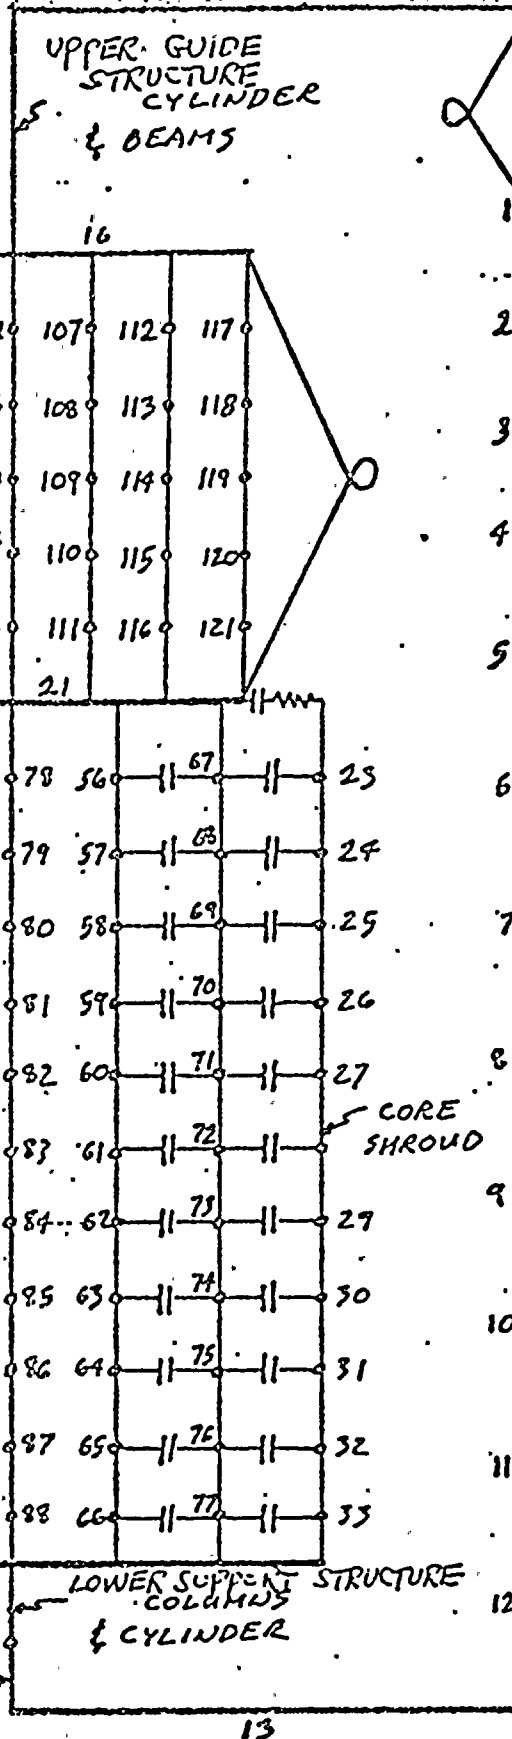 UPPER GUIDE
STRUCTURE
CYLINDER
& BEAMS
5
1
16
2
107 112 117
108 113 118
3
109 114 119
4
110 115 120
111 116 121
5
21
78 56 67 23
6
79 57 68 24
80 58 69 25
7
81 59 70 26
82 60 71 27
8
CORE
SHROUD
83 61 72
9
84 62 73 29
85 63 74 30
10
86 64 75 31
87 65 76 32
11
88 66 77 33
LOWER SUPPORT STRUCTURE
COLUMNS
& CYLINDER
12
13